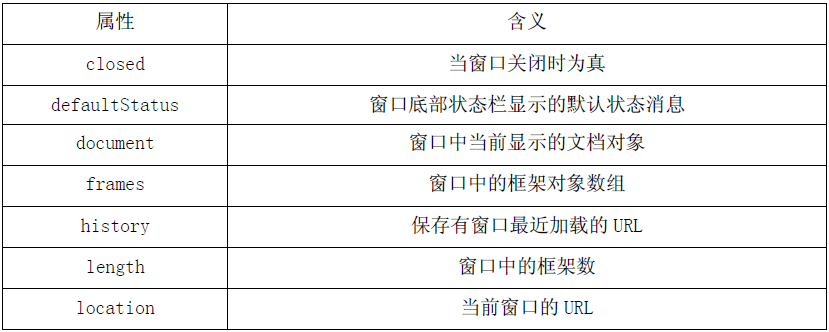 属性 含义
closed 当窗口关闭时为真
defaultStatus 窗口底部状态栏显示的默认状态消息
document 窗口中当前显示的文档对象
frames 窗口中的框架对象数组
history 保存有窗口最近加载的 URL
length 窗口中的框架数
location 当前窗口的 URL